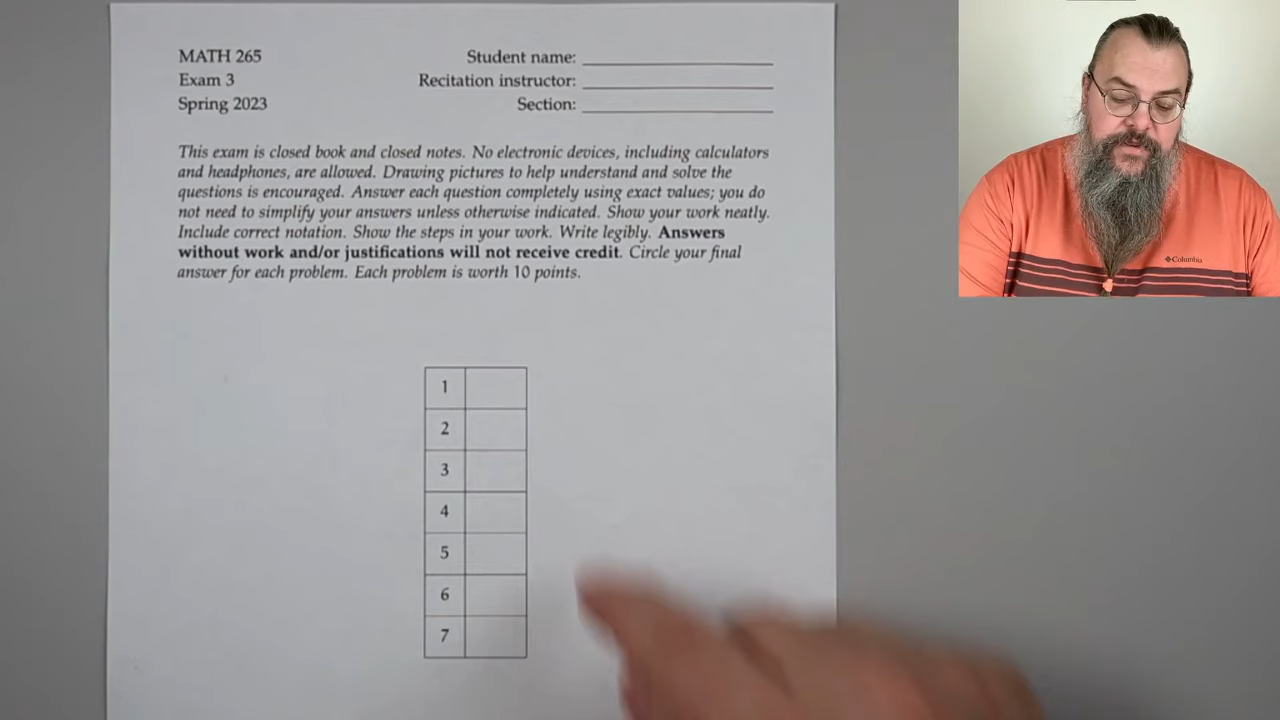 MATH 265
Exam 3
Spring 2023
Student name:
Recitation instructor:
Section:
This exam is closed book and closed notes. No electronic devices, including calculators
and headphones, are allowed. Drawing pictures to help understand and solve the
questions is encouraged. Answer each question completely using exact values; you do
not need to simplify your answers unless otherwise indicated. Show your work neatly.
Include correct notation. Show the steps in your work. Write legibly. Answers
without work and/or justifications will not receive credit. Circle your final
answer for each problem. Each problem is worth 10 points.
1
2
3
4
5
6
7
Columbia